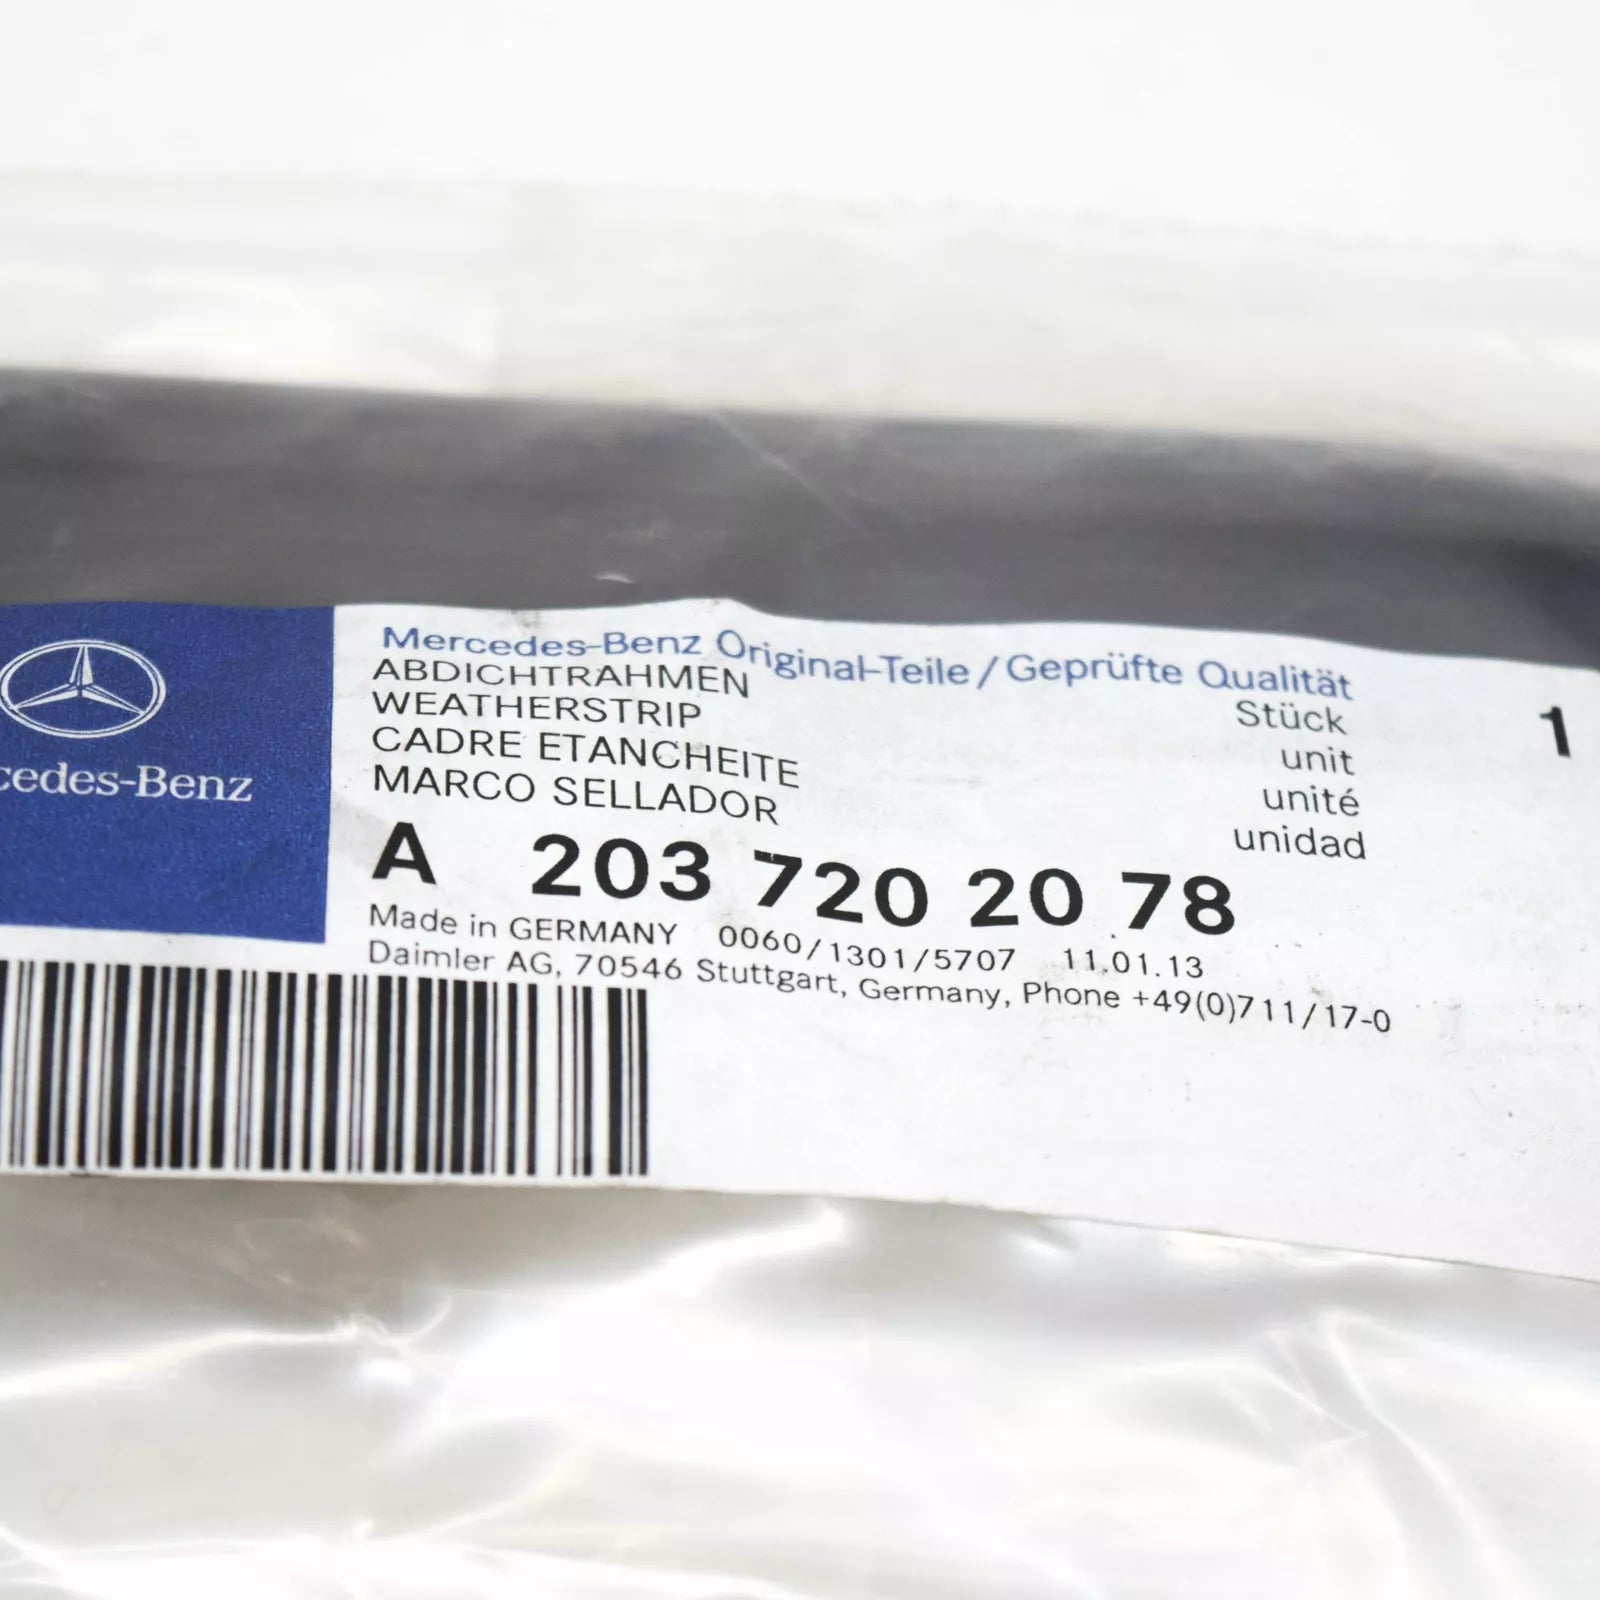 Mercedes-Benz Original-Teile / Geprüfte Qualität
ABDICHTRAHMEN
WEATHERSTRIP
CADRE ETANCHEITE
MARCO SELLADOR
Stück
unit
unité
unidad
1
cedes-Benz
A 203 720 20 78
Made in GERMANY 0060/1301/5707 11.01.13
Daimler AG, 70546 Stuttgart, Germany, Phone +49(0)711/17-0